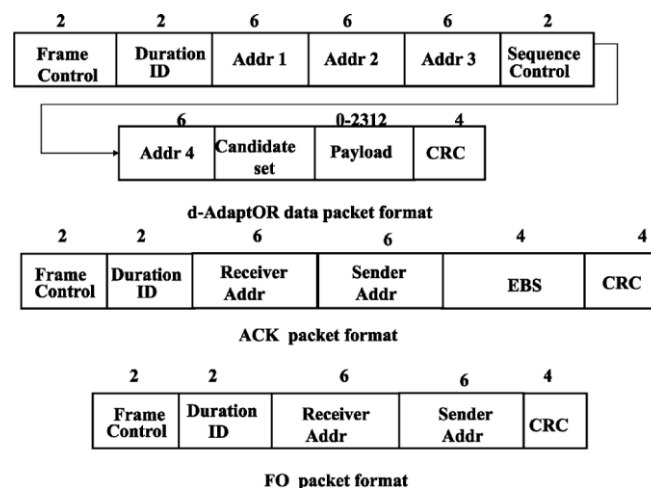 2 2 6 6 6 2
Frame Control Duration ID Addr 1 Addr 2 Addr 3 Sequence Control
6 0-2312 4
Addr 4 Candidate set Payload CRC
d-AdaptOR data packet format
2 2 6 6 4 4
Frame Control Duration ID Receiver Addr Sender Addr EBS CRC
ACK packet format
2 2 6 6 4
Frame Control Duration ID Receiver Addr Sender Addr CRC
FO packet format